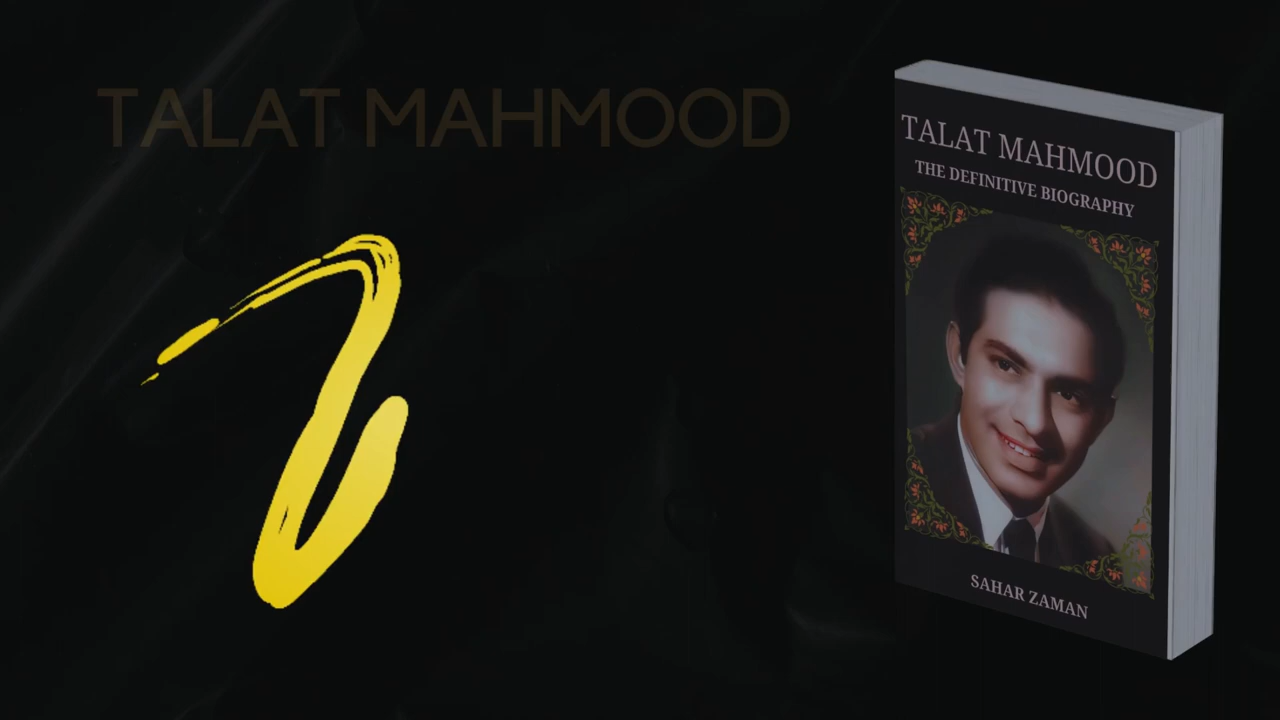 TALAT MAHMOOD
TALAT MAHMOOD
THE DEFINITIVE BIOGRAPHY
SAHAR ZAMAN